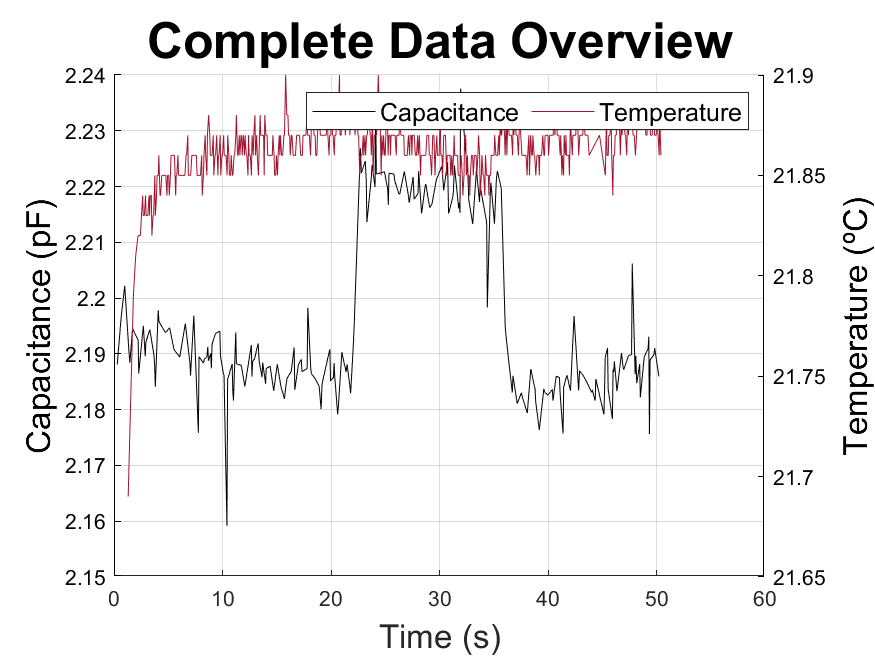 Complete Data Overview
Capacitance Temperature
Capacitance (pF)
2.24
2.23
2.22
2.21
2.2
2.19
2.18
2.17
2.16
2.15
21.9
21.85
21.8
21.75
21.7
21.65
Temperature (ºC)
0 10 20 30 40 50 60
Time (s)